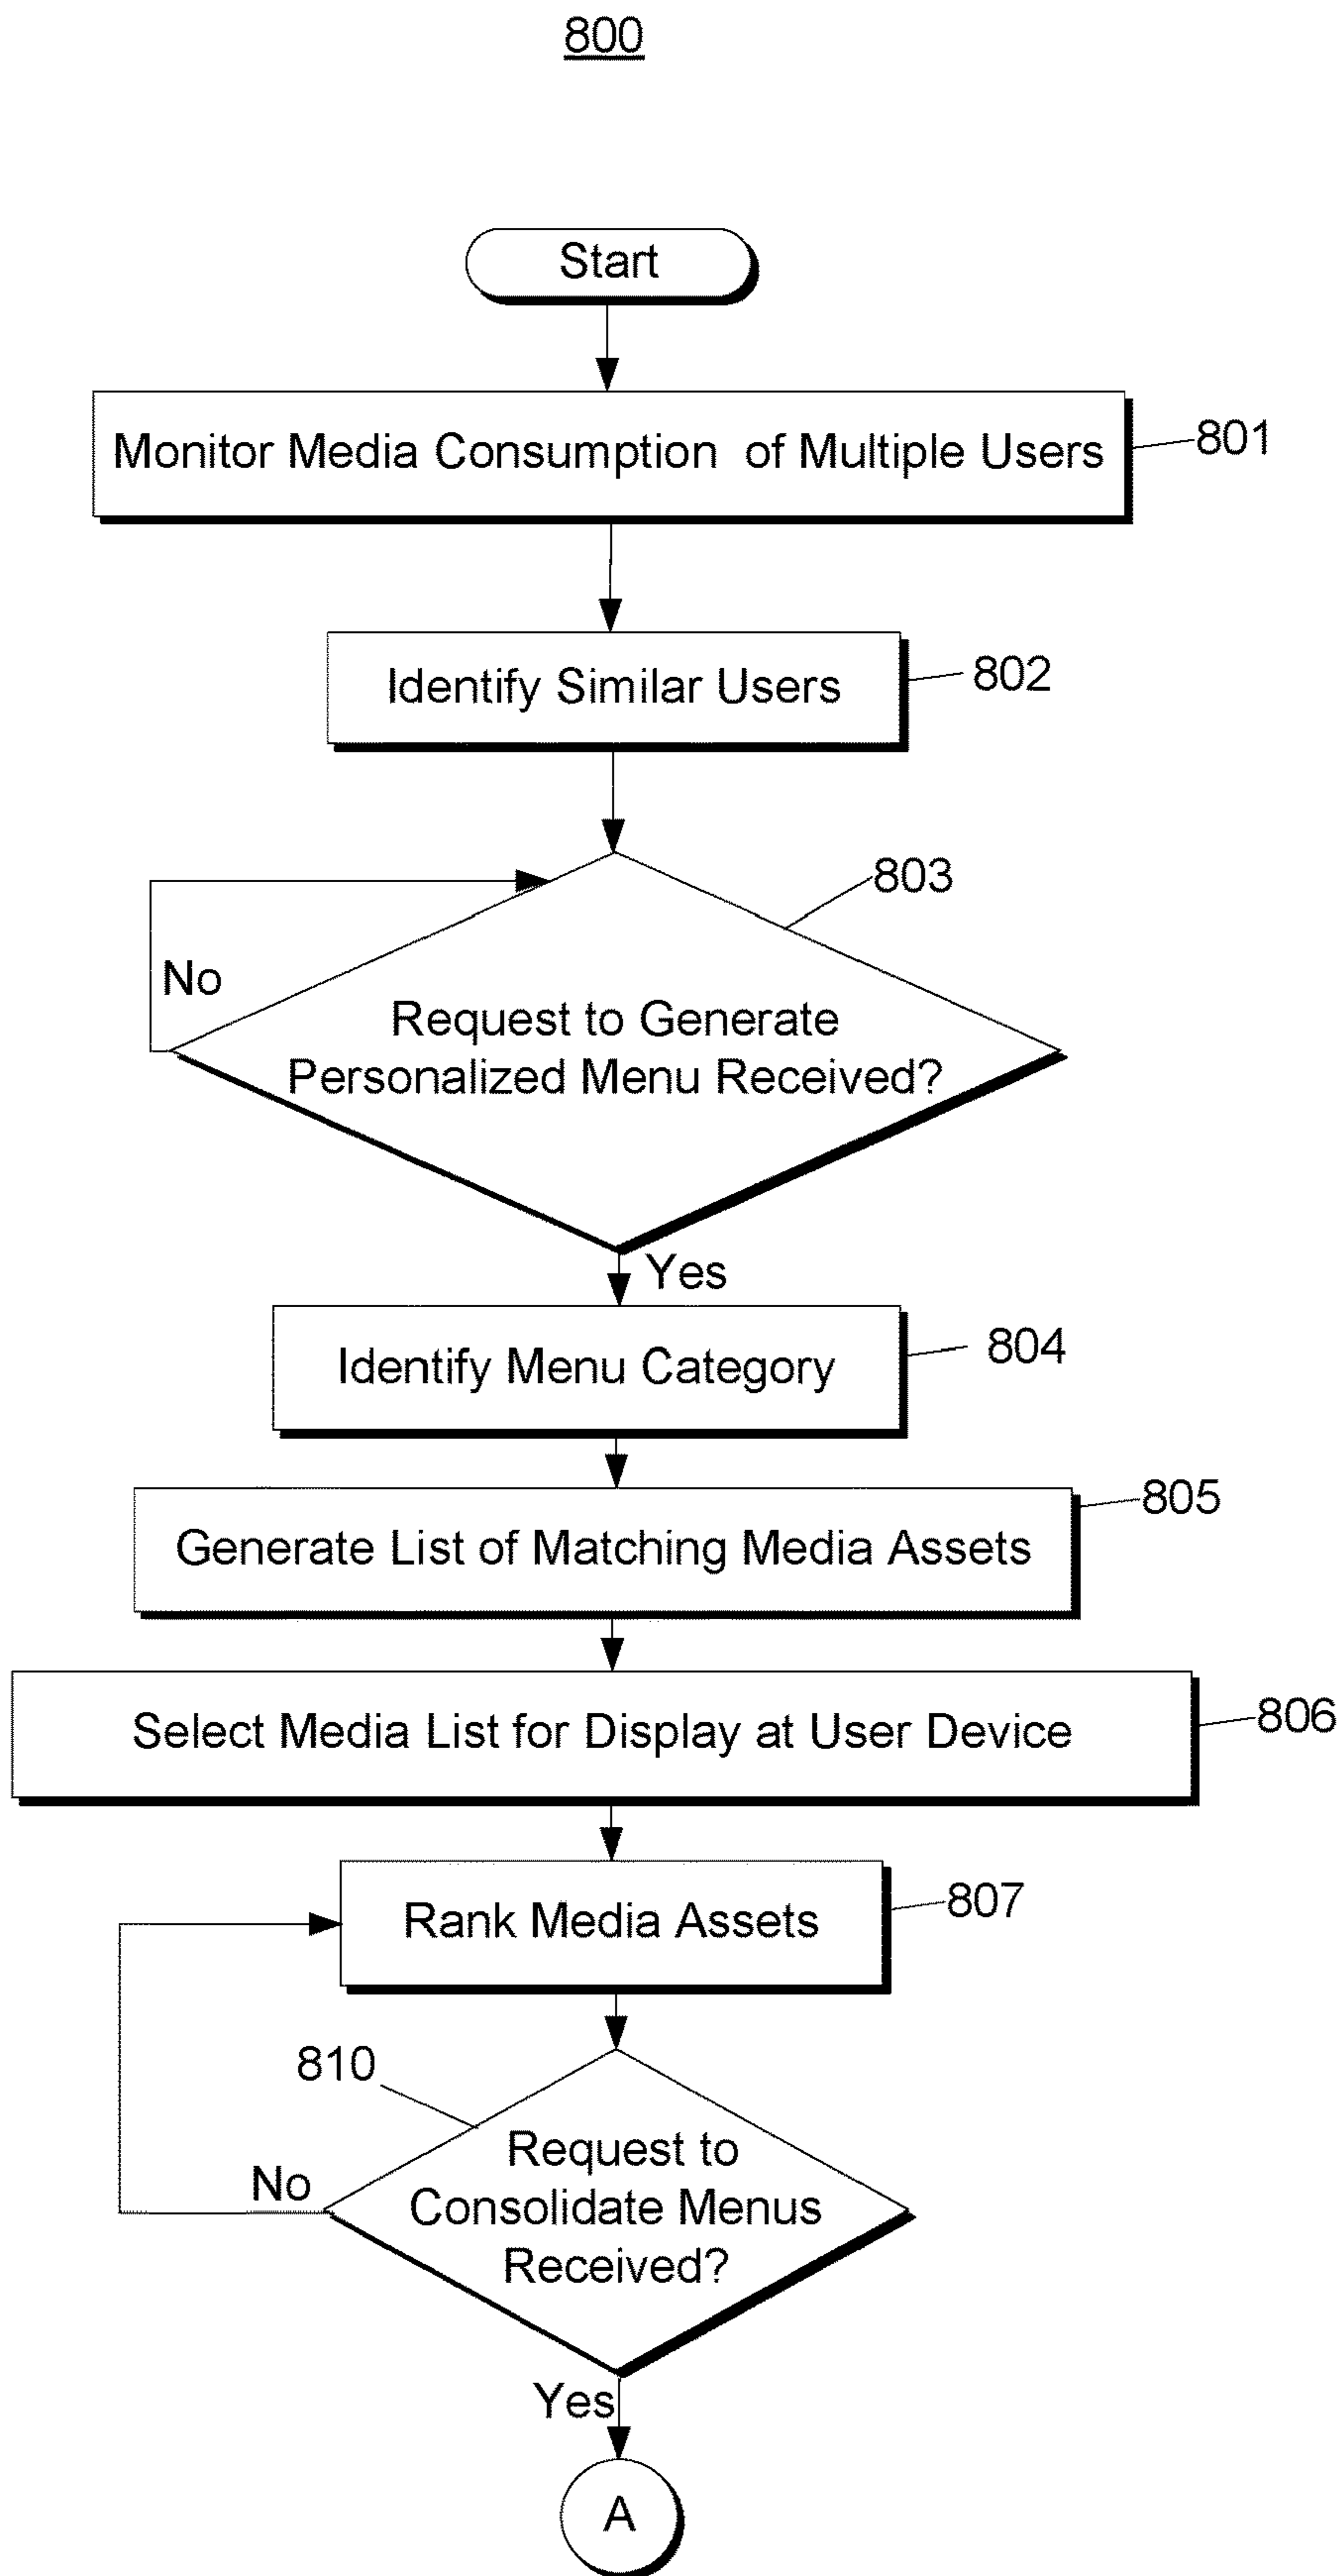 800
Start
Monitor Media Consumption of Multiple Users
801
Identify Similar Users
802
803
No
Request to Generate
Personalized Menu Received?
Yes
Identify Menu Category
804
Generate List of Matching Media Assets
805
Select Media List for Display at User Device
806
Rank Media Assets
807
810
No
Request to
Consolidate Menus
Received?
Yes
A